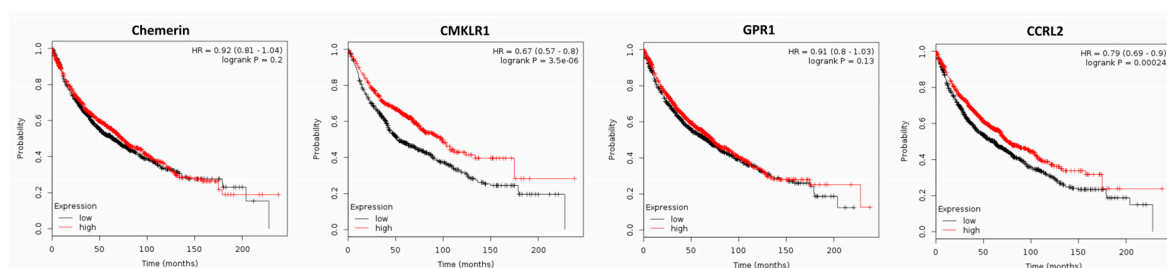 Chemerin
HR = 0.92 (0.81 - 1.04)
logrank P = 0.2
Probability
1.0
0.8
0.6
0.4
0.2
0.0
Expression
low
high
0 50 100 150 200
Time (months)
CMKLR1
HR = 0.67 (0.57 - 0.8)
logrank P = 3.5e-06
Probability
1.0
0.8
0.6
0.4
0.2
0.0
Expression
low
high
0 50 100 150 200
Time (months)
GPR1
HR = 0.91 (0.8 - 1.03)
logrank P = 0.13
Probability
1.0
0.8
0.6
0.4
0.2
0.0
Expression
low
high
0 50 100 150 200
Time (months)
CCRL2
HR = 0.79 (0.69 - 0.9)
logrank P = 0.00024
Probability
1.0
0.8
0.6
0.4
0.2
0.0
Expression
low
high
0 50 100 150 200
Time (months)